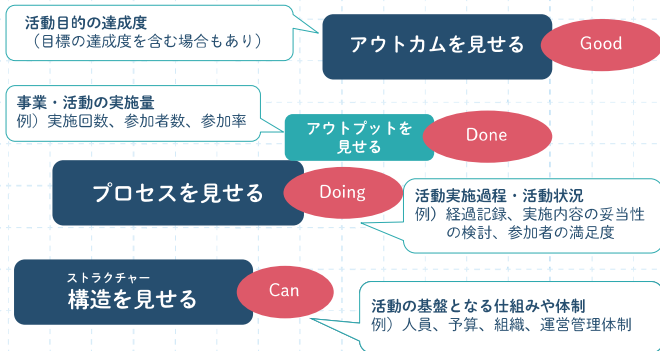 活動目的の達成度
（目標の達成度を含む場合もあり）
アウトカムを見せる
Good
事業・活動の実施量
例）実施回数、参加者数、参加率
アウトプットを
見せる
Done
プロセスを見せる
Doing
活動実施過程・活動状況
例）経過記録、実施内容の妥当性
の検討、参加者の満足度
ストラクチャー
構造を見せる
Can
活動の基盤となる仕組みや体制
例）人員、予算、組織、運営管理体制